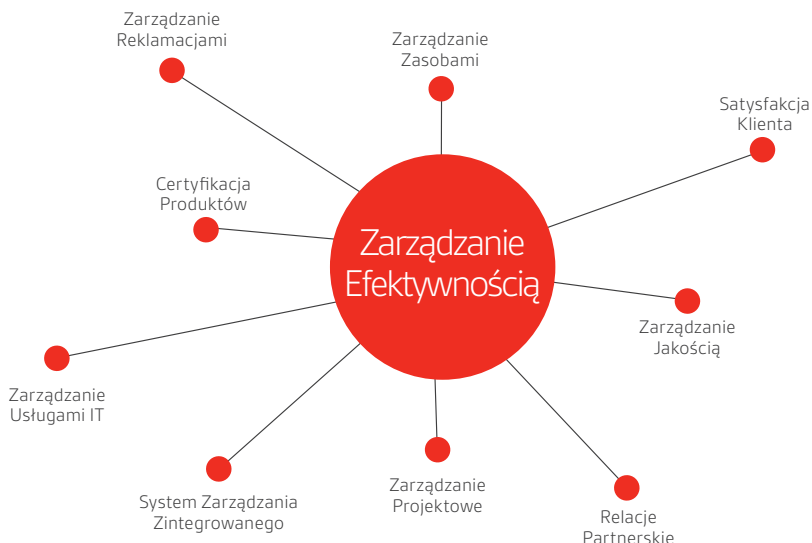 Zarządzanie
Reklamacjami
Zarządzanie
Zasobami
Satysfakcja
Klienta
Certyfikacja
Produktów
Zarządzanie
Efektywnością
Zarządzanie
Jakością
Zarządzanie
Usługami IT
System Zarządzania
Zintegrowanego
Zarządzanie
Projektowe
Relacje
Partnerskie